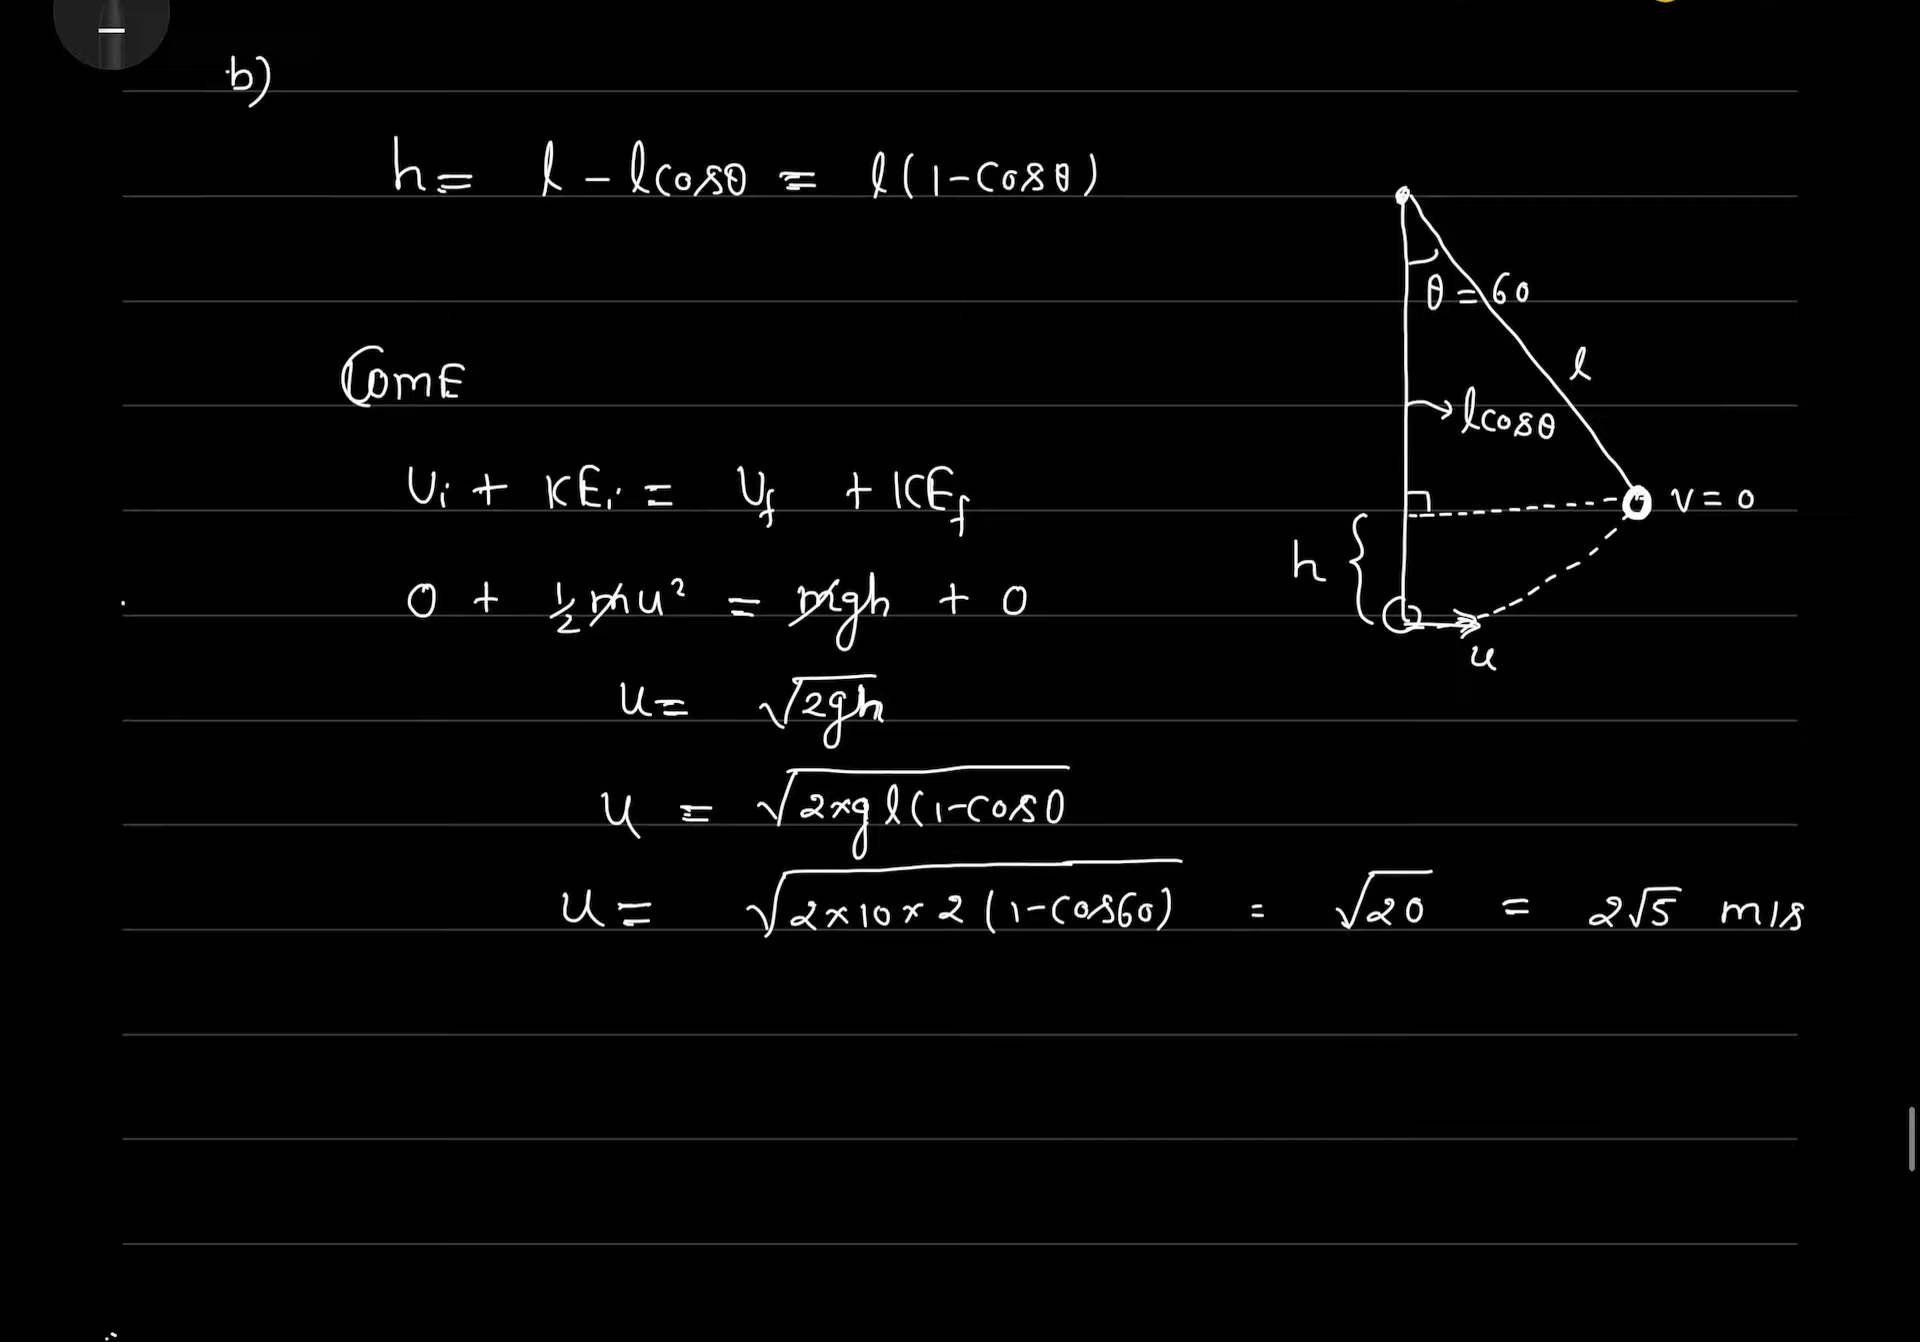 b)
h = l - lcosθ = l(1-cosθ)
θ = 60
l
COME
lcosθ
Ui + KEi = Uf + KEf
v = 0
h
0 + ½mu² = mgh + 0
u
u = √2gh
u = √2×gl(1-cosθ
u = √2×10×2(1-cos60) = √20 = 2√5 m/s